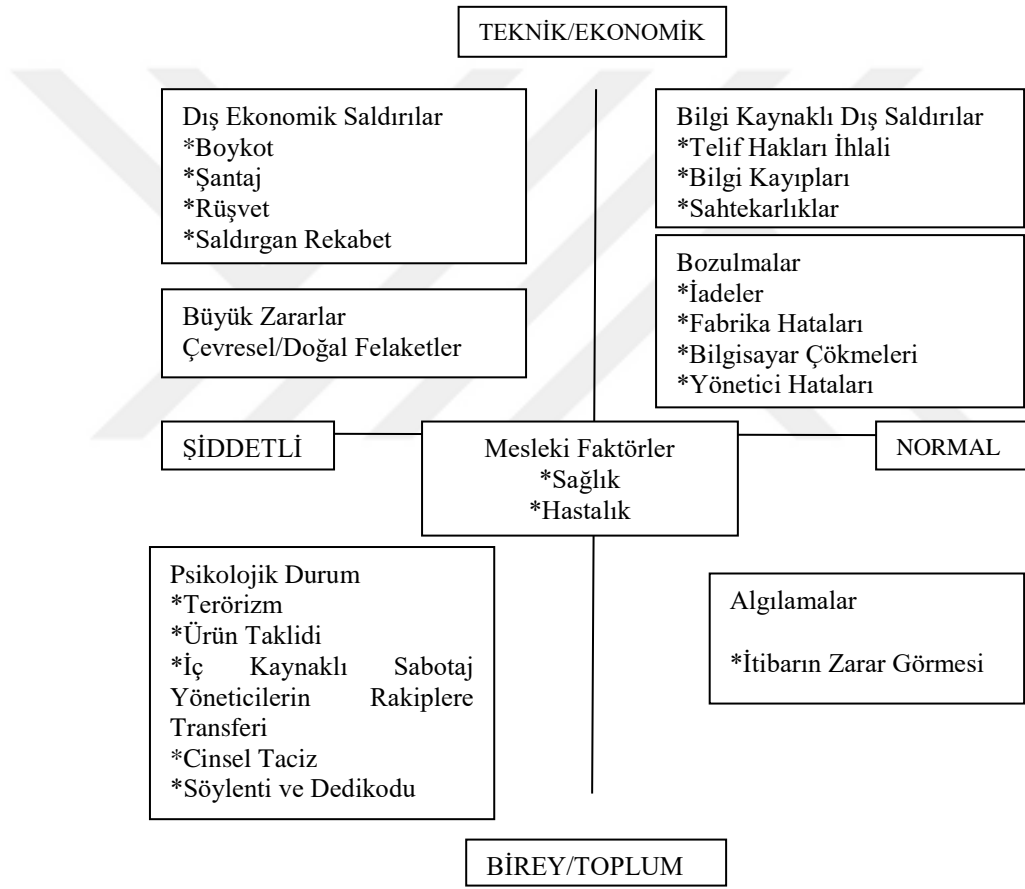 TEKNİK/EKONOMİK
Dış Ekonomik Saldırılar
*Boykot
*Şantaj
*Rüşvet
*Saldırgan Rekabet
Bilgi Kaynaklı Dış Saldırılar
*Telif Hakları İhlali
*Bilgi Kayıpları
*Sahtekarlıklar
Büyük Zararlar
Çevresel/Doğal Felaketler
Bozulmalar
*İadeler
*Fabrika Hataları
*Bilgisayar Çökmeleri
*Yönetici Hataları
ŞİDDETLİ
Mesleki Faktörler
*Sağlık
*Hastalık
NORMAL
Psikolojik Durum
*Terörizm
*Ürün Taklidi
*İç Kaynaklı Sabotaj
Yöneticilerin Rakiplere
Transferi
*Cinsel Taciz
*Söylenti ve Dedikodu
Algılamalar
*İtibarın Zarar Görmesi
BİREY/TOPLUM